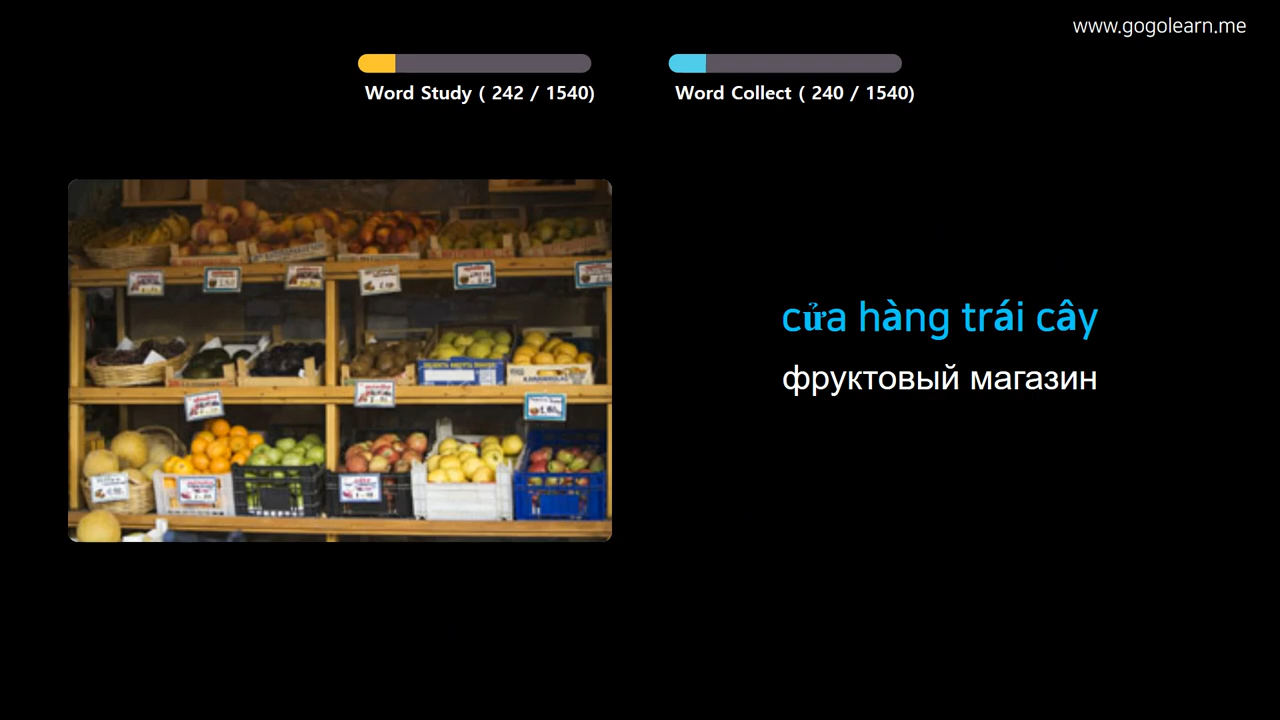 www.gogolearn.me
Word Study ( 242 / 1540)
Word Collect ( 240 / 1540)
cửa hàng trái cây
фруктовый магазин